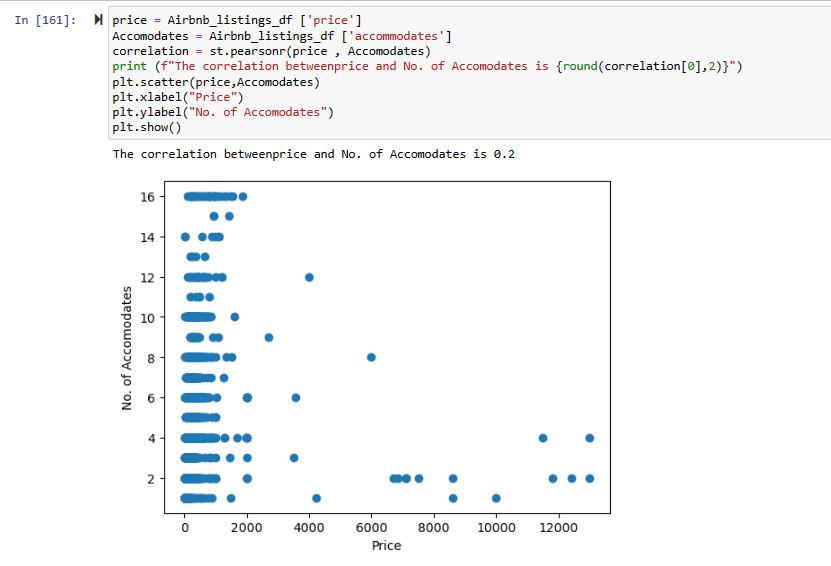 In [161]:
price = Airbnb_listings_df ['price']
Accomodates = Airbnb_listings_df ['accommodates']
correlation = st.pearsonr(price , Accomodates)
print (f"The correlation betweenprice and No. of Accomodates is {round(correlation[0],2)}")
plt.scatter(price,Accomodates)
plt.xlabel("Price")
plt.ylabel("No. of Accomodates")
plt.show()
The correlation betweenprice and No. of Accomodates is 0.2
16
14
12
10
8
6
4
2
No. of Accomodates
0 2000 4000 6000 8000 10000 12000
Price